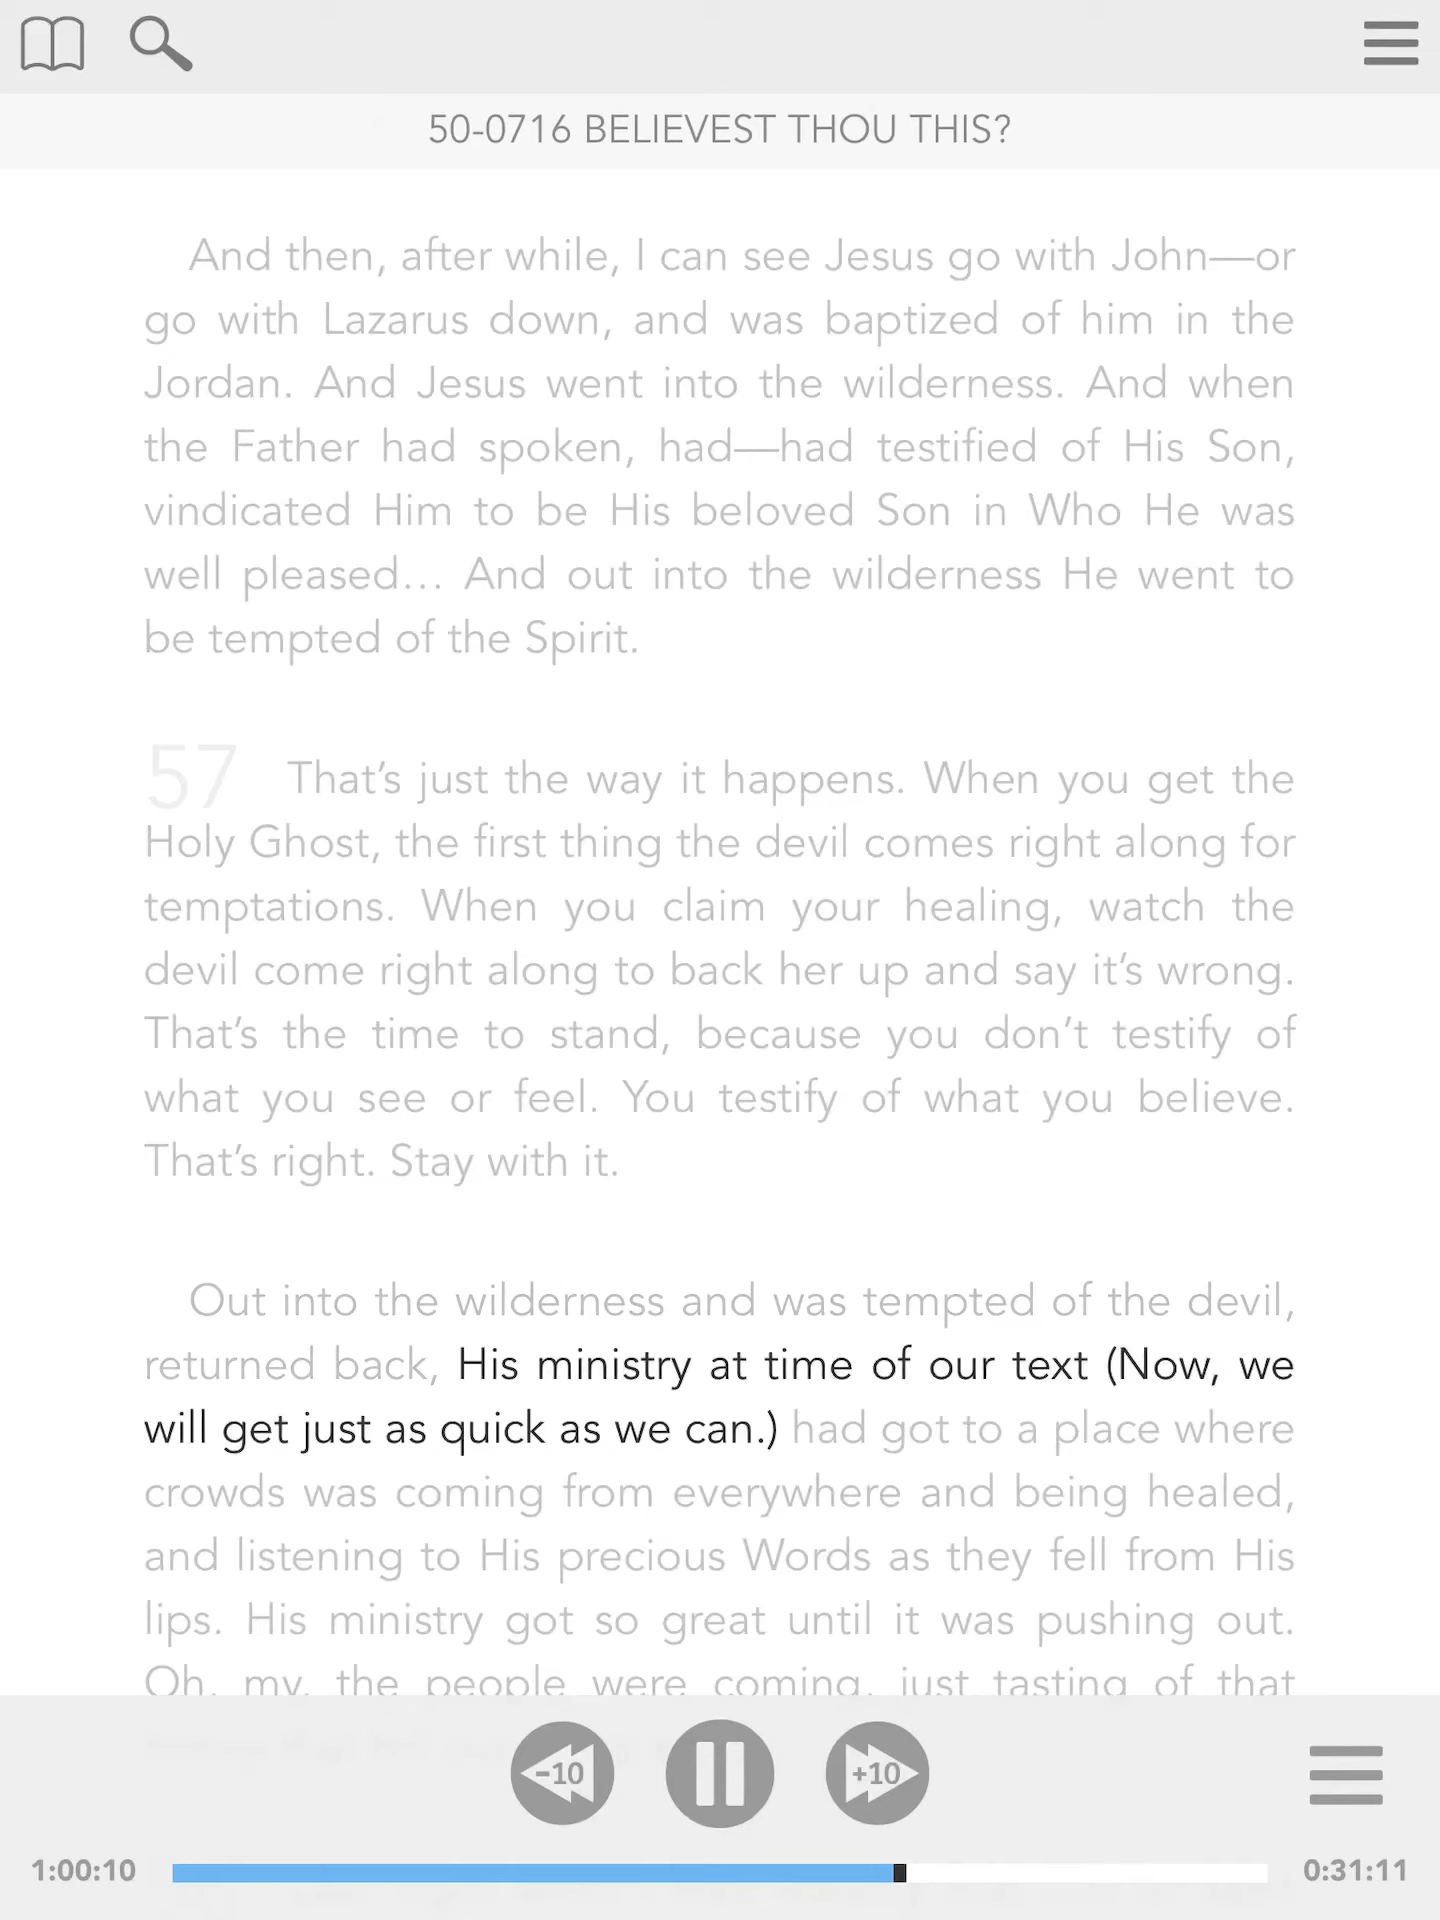 50-0716 BELIEVEST THOU THIS?
And then, after while, I can see Jesus go with John—or
go with Lazarus down, and was baptized of him in the
Jordan. And Jesus went into the wilderness. And when
the Father had spoken, had—had testified of His Son,
vindicated Him to be His beloved Son in Who He was
well pleased… And out into the wilderness He went to
be tempted of the Spirit.
57 That’s just the way it happens. When you get the
Holy Ghost, the first thing the devil comes right along for
temptations. When you claim your healing, watch the
devil come right along to back her up and say it’s wrong.
That’s the time to stand, because you don’t testify of
what you see or feel. You testify of what you believe.
That’s right. Stay with it.
Out into the wilderness and was tempted of the devil,
returned back, His ministry at time of our text (Now, we
will get just as quick as we can.) had got to a place where
crowds was coming from everywhere and being healed,
and listening to His precious Words as they fell from His
lips. His ministry got so great until it was pushing out.
Oh, my, the people were coming, just tasting of that
-10 +10
1:00:10 0:31:11